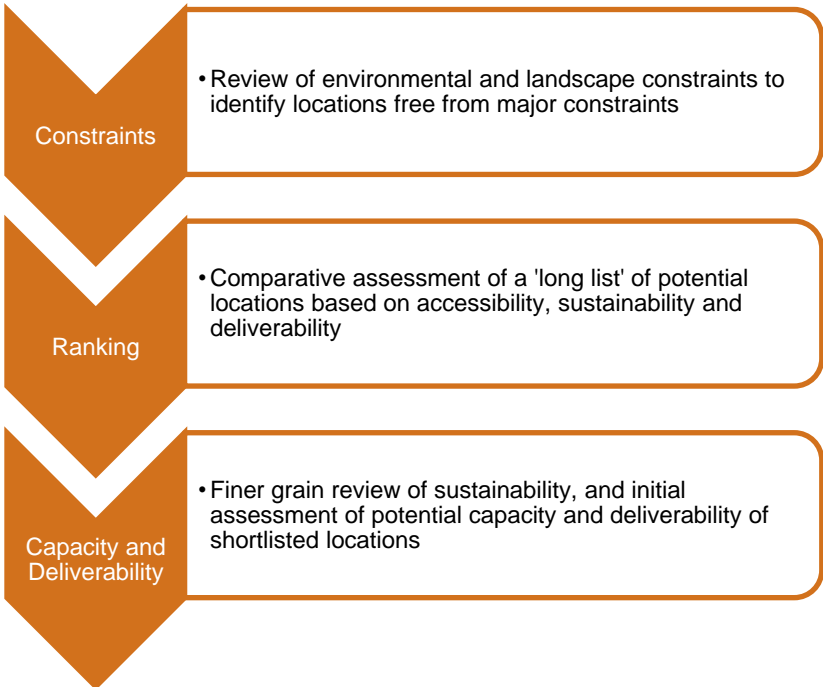 Constraints
• Review of environmental and landscape constraints to
identify locations free from major constraints
Ranking
• Comparative assessment of a 'long list' of potential
locations based on accessibility, sustainability and
deliverability
Capacity and
Deliverability
• Finer grain review of sustainability, and initial
assessment of potential capacity and deliverability of
shortlisted locations